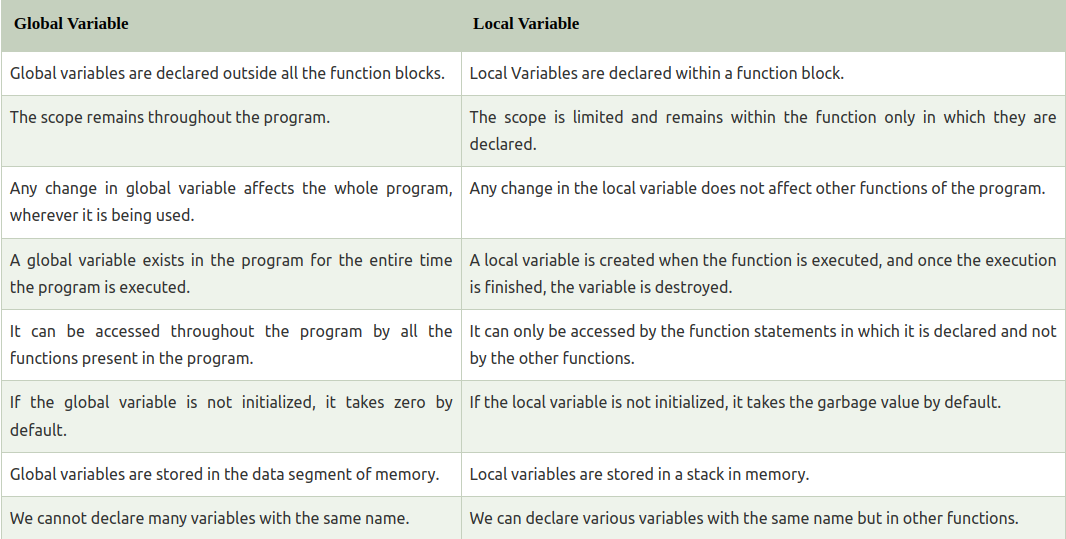 Global Variable
Local Variable
Global variables are declared outside all the function blocks.
Local Variables are declared within a function block.
The scope remains throughout the program.
The scope is limited and remains within the function only in which they are
declared.
Any change in global variable affects the whole program,
wherever it is being used.
Any change in the local variable does not affect other functions of the program.
A global variable exists in the program for the entire time
the program is executed.
A local variable is created when the function is executed, and once the execution
is finished, the variable is destroyed.
It can be accessed throughout the program by all the
functions present in the program.
It can only be accessed by the function statements in which it is declared and not
by the other functions.
If the global variable is not initialized, it takes zero by
default.
If the local variable is not initialized, it takes the garbage value by default.
Global variables are stored in the data segment of memory.
Local variables are stored in a stack in memory.
We cannot declare many variables with the same name.
We can declare various variables with the same name but in other functions.